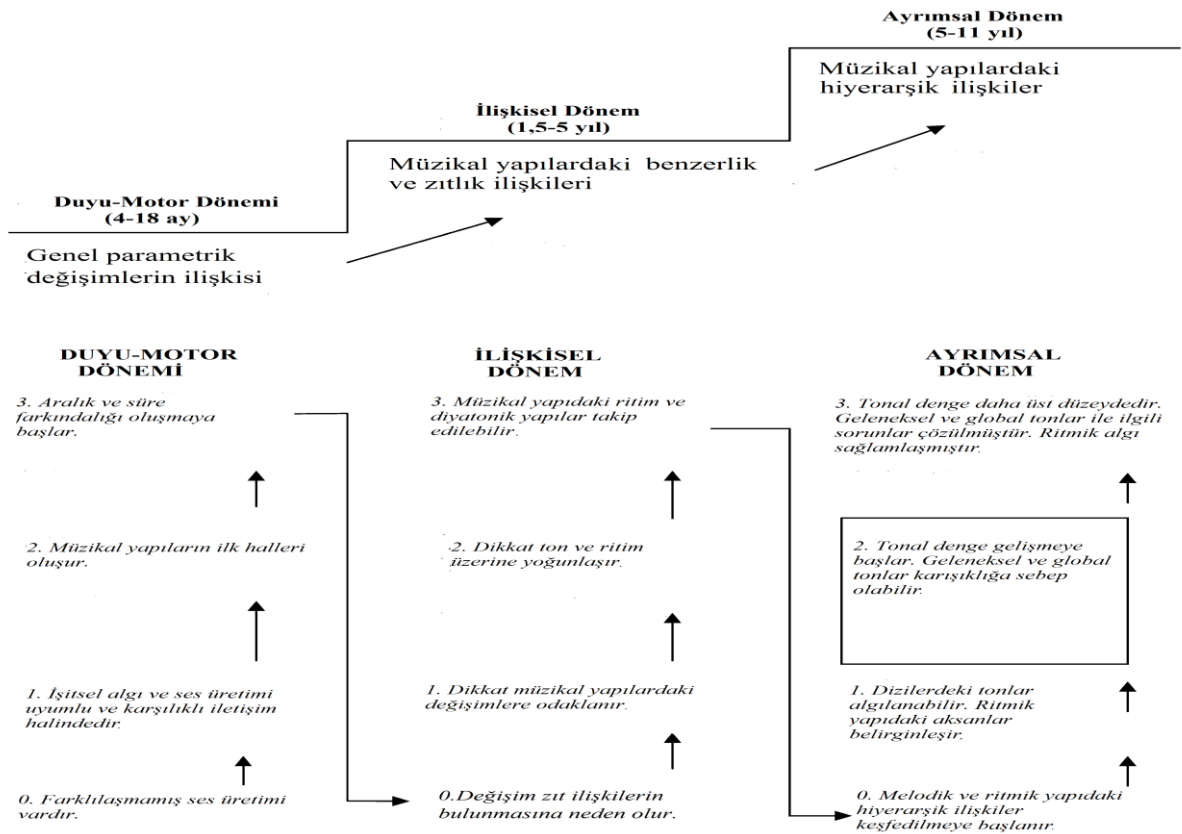 Ayrımsal Dönem
(5-11 yıl)
Müzikal yapılardaki
hiyerarşik ilişkiler
İlişkisel Dönem
(1,5-5 yıl)
Müzikal yapılardaki benzerlik
ve zıtlık ilişkileri
Duyu-Motor Dönemi
(4-18 ay)
Genel parametrik
değişimlerin ilişkisi
DUYU-MOTOR
DÖNEMİ
3. Aralık ve süre
farkındalığı oluşmaya
başlar.
2. Müzikal yapıların ilk halleri
oluşur.
1. İşitsel algı ve ses üretimi
uyumlu ve karşılıklı iletişim
halindedir.
0. Farklılaşmamış ses üretimi
vardır.
İLİŞKİSEL
DÖNEM
3. Müzikal yapıdaki ritim ve
diyatonik yapılar takip
edilebilir.
2. Dikkat ton ve ritim
üzerine yoğunlaşır.
1. Dikkat müzikal yapılardaki
değişimlere odaklanır.
0.Değişim zıt ilişkilerin
bulunmasına neden olur.
AYRIMSAL
DÖNEM
3. Tonal denge daha üst düzeydedir.
Geleneksel ve global tonlar ile ilgili
sorunlar çözülmüştür. Ritmik algı
sağlamlaşmıştır.
2. Tonal denge gelişmeye
başlar. Geleneksel ve global
tonlar karışıklığa sebep
olabilir.
1. Dizilerdeki tonlar
algılanabilir. Ritmik
yapıdaki aksanlar
belirginleşir.
0. Melodik ve ritmik yapıdaki
hiyerarşik ilişkiler
keşfedilmeye başlanır.